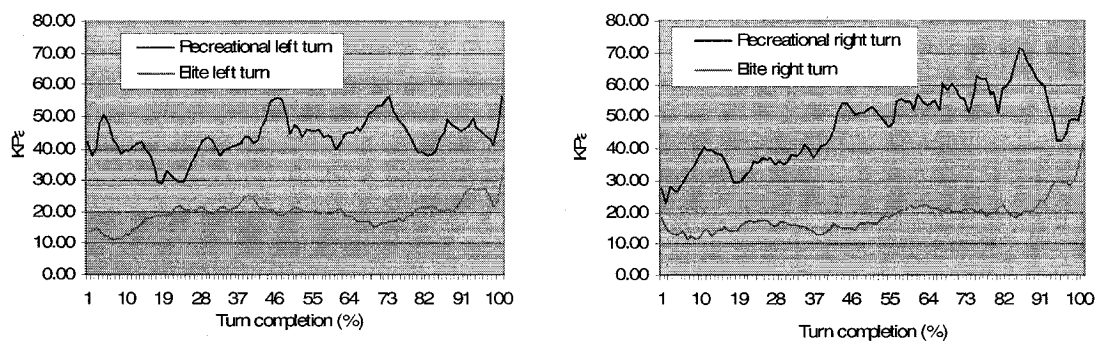 80.00
70.00
60.00
50.00
40.00
30.00
20.00
10.00
0.00
KPa
Recreational left turn
Elite left turn
1 10 19 28 37 46 55 64 73 82 91 100
Turn completion (%)
80.00
70.00
60.00
50.00
40.00
30.00
20.00
10.00
0.00
KPa
Recreational right turn
Elite right turn
1 10 19 28 37 46 55 64 73 82 91 100
Turn completion (%)